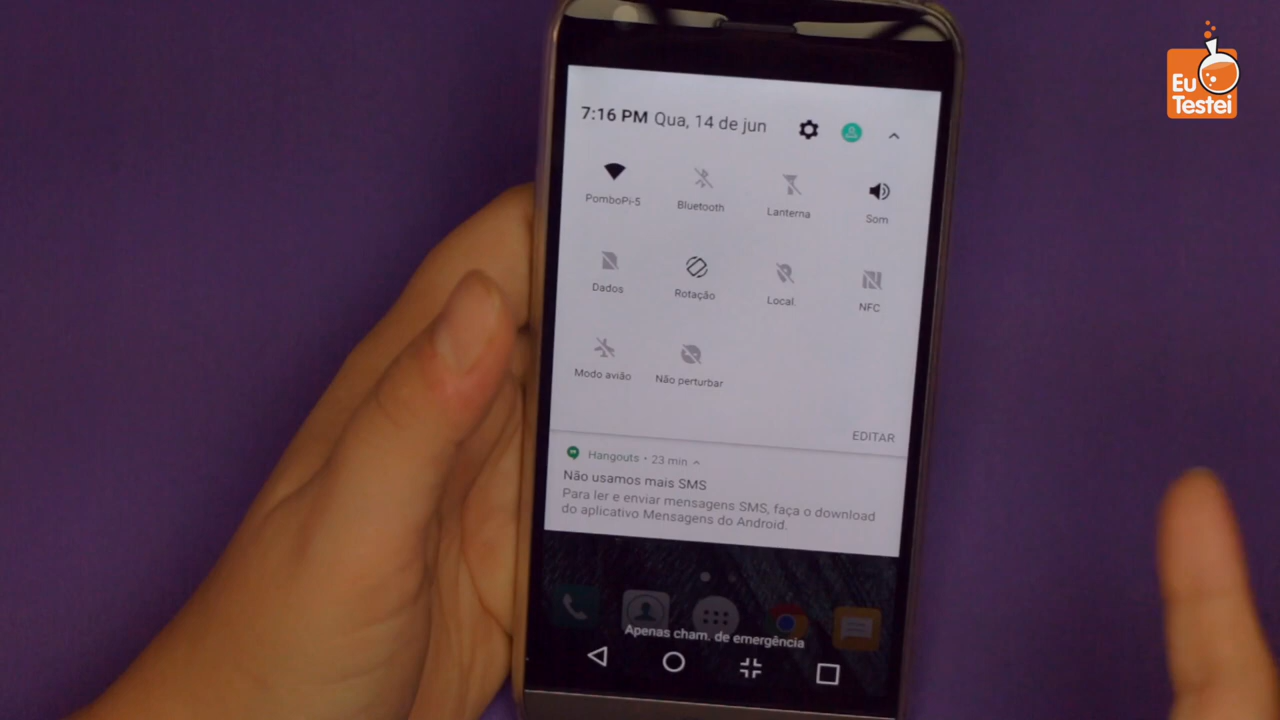 Eu
Testei
7:16 PM Qua, 14 de jun
PomboPi-5
Bluetooth
Lanterna
Som
Dados
Rotação
Local.
NFC
Modo avião
Não perturbar
EDITAR
Hangouts • 23 min
Não usamos mais SMS
Para ler e enviar mensagens SMS, faça o download
do aplicativo Mensagens do Android.
Apenas cham. de emergência